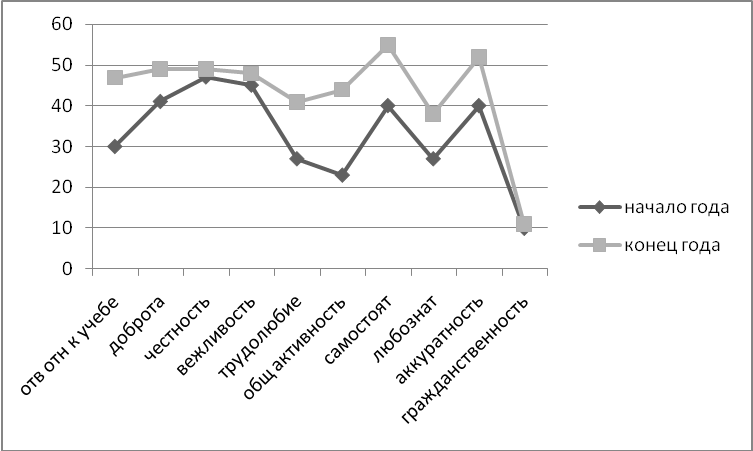 60
50
40
30
20
10
0
отв отн к учебе
доброта
честность
вежливость
трудолюбие
общ активность
самостоят
любознат
аккуратность
гражданственность
начало года
конец года